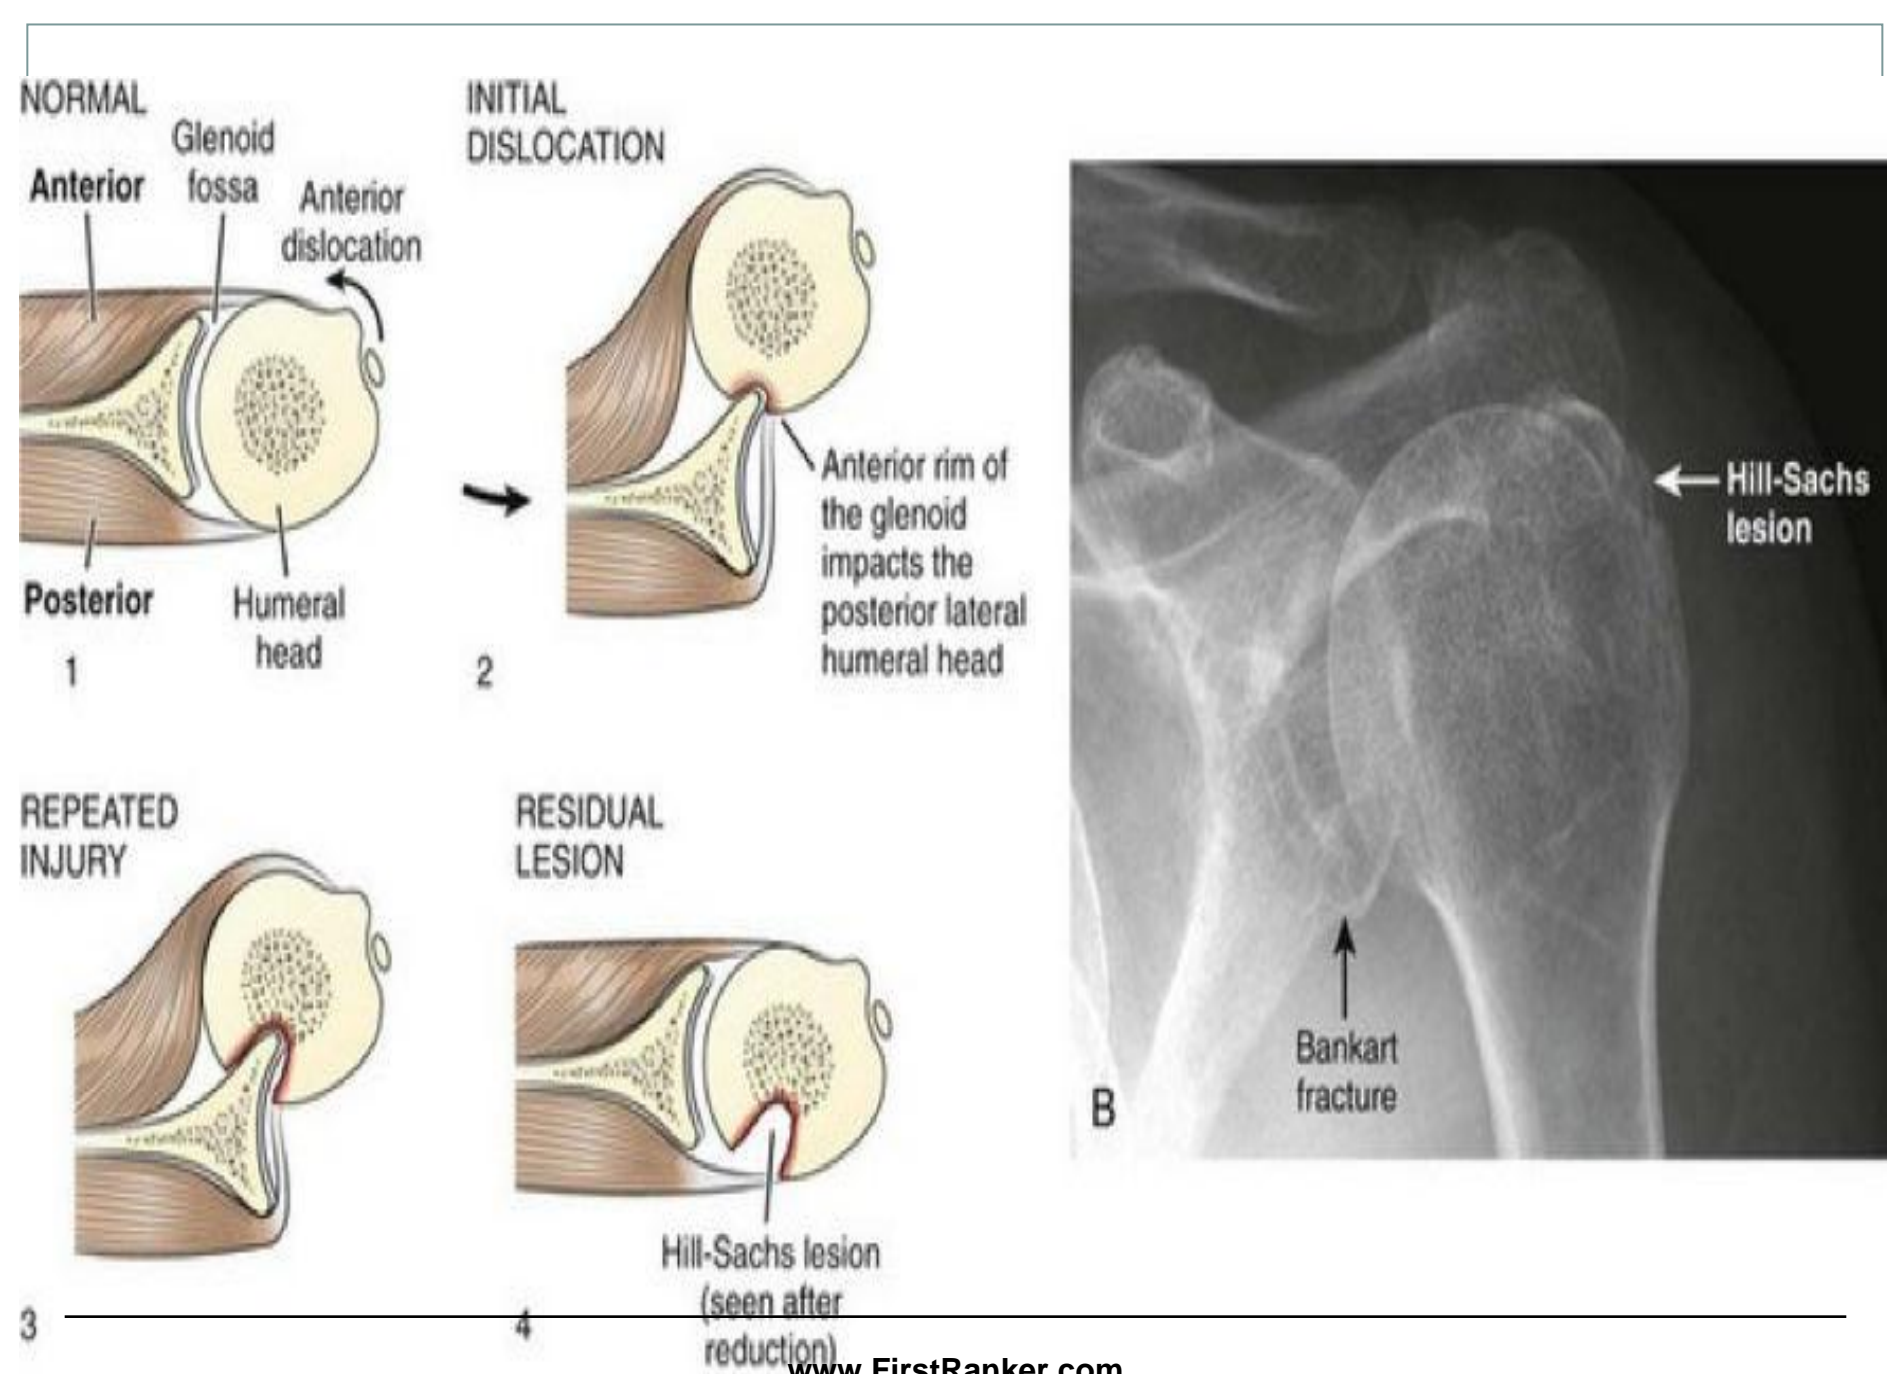 NORMAL
Glenoid
fossa
Anterior
Anterior
dislocation
Posterior
Humeral
head
1
INITIAL
DISLOCATION
Anterior rim of
the glenoid
impacts the
posterior lateral
humeral head
2
REPEATED
INJURY
3
RESIDUAL
LESION
Hill-Sachs lesion
(seen after
reduction)
4
Hill-Sachs
lesion
Bankart
fracture
B
www.FirstRanker.com